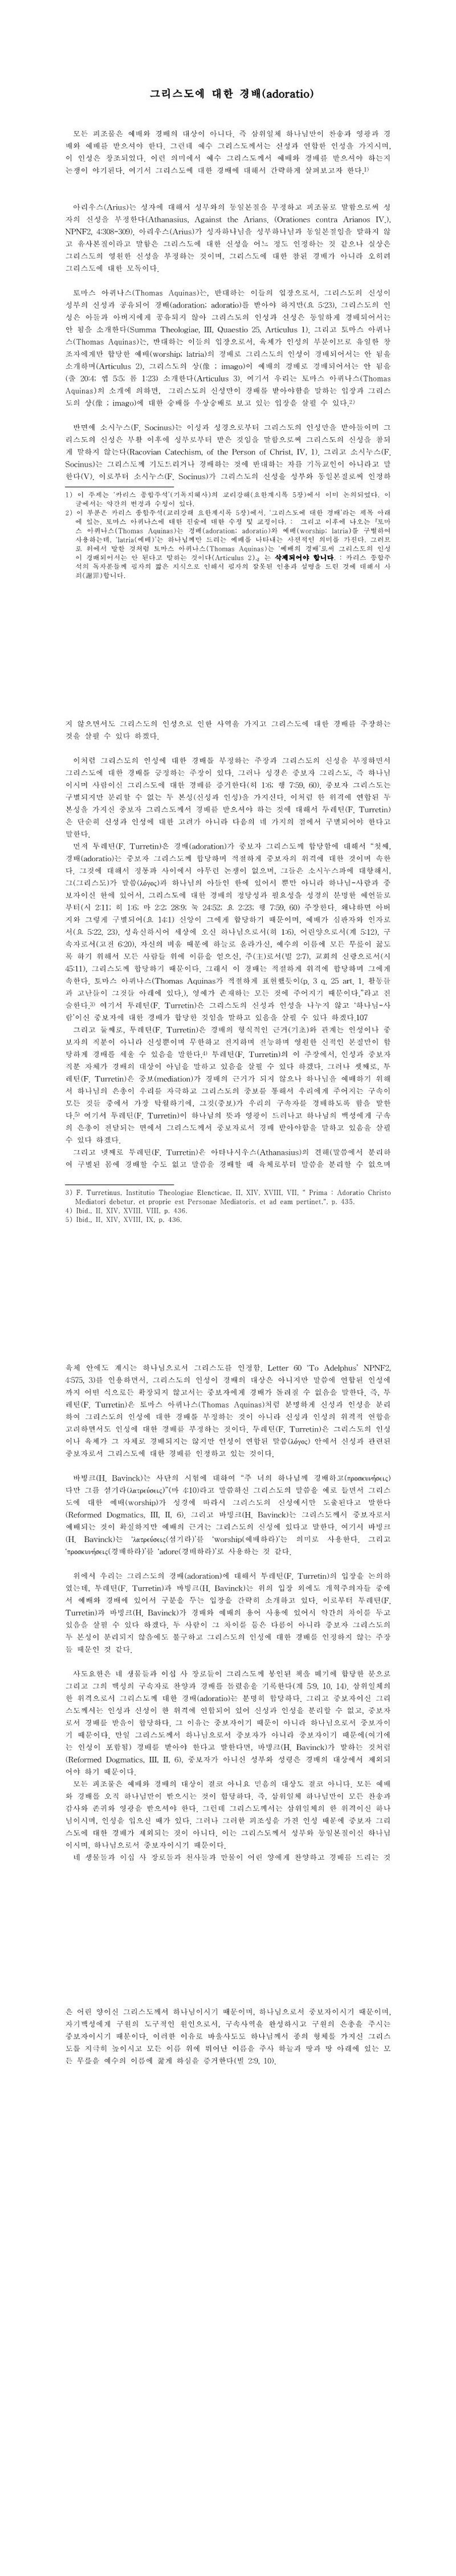 그리스도에 대한 경배(adoratio)
모든 피조물은 예배와 경배의 대상이 아니다. 즉 삼위일체 하나님만이 찬송과 영광과 경
배와 예배를 받으셔야 한다. 그런데 예수 그리스도께서는 신성과 연합한 인성을 가지시며,
이 인성은 창조되었다. 이런 의미에서 예수 그리스도께서 예배와 경배를 받으셔야 하는지
논쟁이 야기된다. 여기서 그리스도에 대한 경배에 대해서 간략하게 살펴보고자 한다.1)
아리우스(Arius)는 성자에 대해서 성부와의 동일본질을 부정하고 피조물로 말함으로써 성
자의 신성을 부정한다(Athanasius, Against the Arians, (Orationes contra Arianos IV.),
NPNF2, 4:308-309). 아리우스(Arius)가 성자하나님을 성부하나님과 동일본질임을 말하지 않
고 유사본질이라고 말함은 그리스도에 대한 신성을 어느 정도 인정하는 것 같으나 실상은
그리스도의 영원한 신성을 부정하는 것이며, 그리스도에 대한 참된 경배가 아니라 오히려
그리스도에 대한 모독이다.
토마스 아퀴나스(Thomas Aquinas)는, 반대하는 이들의 입장으로서, 그리스도의 신성이
성부의 신성과 공유되어 경배(adoration; adoratio)를 받아야 하지만(요 5:23), 그리스도의 인
성은 아들과 아버지에게 공유되지 않아 그리스도의 인성과 신성은 동일하게 경배되어서는
안 됨을 소개한다(Summa Theologiae, III, Quaestio 25, Articulus 1). 그리고 토마스 아퀴나
스(Thomas Aquinas)는, 반대하는 이들의 입장으로서, 육체가 인성의 부분이므로 유일한 창
조자에게만 합당한 예배(worship; latria)의 경배로 그리스도의 인성이 경배되어서는 안 됨을
소개하며(Articulus 2), 그리스도의 상(像 ; imago)이 예배의 경배로 경배되어서는 안 됨을
(출 20:4; 벱 5:5; 롬 1:23) 소개한다(Articulus 3). 여기서 우리는 토마스 아퀴나스(Thomas
Aquinas)의 소개에 의하면, 그리스도의 신성만이 경배를 받아야함을 말하는 입장과 그리스
도의 상(像 ; imago)에 대한 숭배를 우상숭배로 보고 있는 입장을 살필 수 있다.2)
반면에 소시누스(F. Socinus)는 이성과 성경으로부터 그리스도의 인성만을 받아들이며 그
리스도의 신성은 부활 이후에 성부로부터 받은 것임을 말함으로써 그리스도의 신성을 참되
게 말하지 않는다(Racovian Catechism, of the Person of Christ, IV, 1). 그리고 소시누스(F.
Socinus)는 그리스도께 기도드리거나 경배하는 것에 반대하는 자를 기독교인이 아니라고 말
한다(V). 이로부터 소시누스(F. Socinus)가 그리스도의 신성을 성부와 동일본질로써 인정하
1) 이 주제는 '카리스 종합주석'(기독지혜사)의 교리강해(요한계시록 5장)에서 이미 논의되었다. 이
글에서는 약간의 변경과 수정이 있다.
2) 이 부분은 카리스 종합주석(교리강해 요한계시록 5장)에서, '그리스도에 대한 경배'라는 제목 아래
에 있는, 토마스 아퀴나스에 대한 진술에 대한 수정 및 교정이다. : 그리고 이후에 나오는 『토마
스 아퀴나스(Thomas Aquinas)는 경배(adoration; adoratio)와 예배(worship; latria)를 구별하여
사용하는데, 'latria(예배)'는 하나님께만 드리는 예배를 나타내는 사전적인 의미를 가진다. 그러므
로 위에서 말한 것처럼 토마스 아퀴나스(Thomas Aquinas)는 '예배의 경배'로써 그리스도의 인성
이 경배되어서는 안 된다고 말하는 것이다(Articulus 2).』 는 삭제되어야 합니다. : 카리스 종합주
석의 독자분들께 필자의 짧은 지식으로 인해서 필자의 잘못된 인용과 설명을 드린 것에 대해서 사
죄(謝罪)합니다.
지 않으면서도 그리스도의 인성으로 인한 사역을 가지고 그리스도에 대한 경배를 주장하는
것을 살필 수 있다 하겠다.
이처럼 그리스도의 인성에 대한 경배를 부정하는 주장과 그리스도의 신성을 부정하면서
그리스도에 대한 경배를 긍정하는 주장이 있다. 그러나 성경은 중보자 그리스도, 즉 하나님
이시며 사람이신 그리스도에 대한 경배를 증거한다(히 1:6; 행 7:59, 60). 중보자 그리스도는
구별되지만 분리할 수 없는 두 본성(신성과 인성)을 가지신다. 이처럼 한 위격에 연합된 두
본성을 가지신 중보자 그리스도께서 경배를 받으셔야 하는 것에 대해서 투레틴(F. Turretin)
은 단순히 신성과 인성에 대한 고려가 아니라 다음의 네 가지의 점에서 구별되어야 한다고
말한다.
먼저 투레틴(F. Turretin)은 경배(adoration)가 중보자 그리스도께 합당함에 대해서 "첫째,
경배(adoratio)는 중보자 그리스도께 합당하며 적절하게 중보자의 위격에 대한 것이며 속한
다. 그것에 대해서 정통파 사이에서 아무런 논쟁이 없으며, 그들은 소시누스파에 대항해서,
그(그리스도)가 말씀(λόγος)과 하나님의 아들인 한에 있어서 뿐만 아니라 하나님-사람과 중
보자이신 한에 있어서, 그리스도에 대한 경배의 정당성과 필요성을 성경의 분명한 예언들로
부터(시 2:11; 히 1:6; 마 2:2; 28:9; 눅 24:52; 요 2:23; 행 7:59, 60) 주장한다. 왜냐하면 아버
지와 그렇게 구별되어(요 14:1) 신앙이 그에게 합당하기 때문이며, 예배가 심판자와 인자로
서(요 5:22, 23), 성육신하시어 세상에 오신 하나님으로서(히 1:6), 어린양으로서(계 5:12), 구
속자로서(고전 6:20), 자신의 비움 때문에 하늘로 올라가신, 예수의 이름에 모든 무릎이 꿇도
록 하기 위해서 모든 사람들 위에 이름을 얻으신, 주(主)로서(빌 2:7), 교회의 신랑으로서(시
45:11), 그리스도께 합당하기 때문이다. 그래서 이 경배는 적절하게 위격에 합당하며 그에게
속한다. 토마스 아퀴나스(Thomas Aquinas가 적절하게 표현했듯이(p, 3 q, 25 art, 1, 활동들
과 고난들이 그것들 아래에 있다.), 영예가 존재하는 모든 것에 주어지기 때문이다."라고 진
술한다.3) 여기서 투레틴(F. Turretin)은 그리스도의 신성과 인성을 나누지 않고 '하나님-사
람'이신 중보자에 대한 경배가 합당한 것임을 말하고 있음을 살필 수 있다 하겠다.107
그리고 둘째로, 투레틴(F. Turretin)은 경배의 형식적인 근거(기초)와 관계는 인성이나 중
보자의 직분이 아니라 신성뿐이며 무한하고 전지하며 전능하며 영원한 신적인 본질만이 합
당하게 경배를 세울 수 있음을 말한다.4) 투레틴(F. Turretin)의 이 주장에서, 인성과 중보자
직분 자체가 경배의 대상이 아님을 말하고 있음을 살필 수 있다 하겠다. 그러나 셋째로, 투
레틴(F. Turretin)은 중보(mediation)가 경배의 근거가 되지 않으나 하나님을 예배하기 위해
서 하나님의 은총이 우리를 자극하고 그리스도의 중보를 통해서 우리에게 주어지는 구속이
모든 것들 중에서 가장 탁월하기에, 그것(중보)가 우리의 구속자를 경배하도록 함을 말한
다.5) 여기서 투레틴(F. Turretin)이 하나님의 뜻과 영광이 드러나고 하나님의 백성에게 구속
의 은총이 전달되는 면에서 그리스도께서 중보자로서 경배 받아야함을 말하고 있음을 살필
수 있다 하겠다.
그리고 넷째로 투레틴(F. Turretin)은 아타나시우스(Athanasius)의 견해(말씀에서 분리하
여 구별된 몸에 경배할 수도 없고 말씀을 경배할 때 육체로부터 말씀을 분리할 수 없으며
3) F. Turretinus, Institutio Theologiae Elencticae, II, XIV, XVIII, VII, " Prima : Adoratio Christo
Mediatori debetur, et proprie est Personae Mediatoris, et ad eam pertinet,", p. 435.
4) Ibid., II, XIV, XVIII, VIII, p. 436.
5) Ibid., II, XIV, XVIII, IX, p. 436.
육체 안에도 계시는 하나님으로서 그리스도를 인정함. Letter 60 'To Adelphus' NPNF2,
4:575, 3)를 인용하면서, 그리스도의 인성이 경배의 대상은 아니지만 말씀에 연합된 인성에
까지 어떤 식으로든 확장되지 않고서는 중보자에게 경배가 돌려질 수 없음을 말한다. 즉, 투
레틴(F. Turretin)은 토마스 아퀴나스(Thomas Aquinas)처럼 분명하게 신성과 인성을 분리
하여 그리스도의 인성에 대한 경배를 부정하는 것이 아니라 신성과 인성의 위격적 연합을
고려하면서도 인성에 대한 경배를 부정하는 것이다. 투레틴(F. Turretin)은 그리스도의 인성
이나 육체가 그 자체로 경배되지는 않지만 인성이 연합된 말씀(λόγος) 안에서 신성과 관련된
중보자로서 그리스도에 대한 경배를 인정하고 있는 것이다.
바빙크(H. Bavinck)는 사단의 시험에 대하여 "주 너의 하나님께 경배하고(προσκυνήσεις)
다만 그를 섬기라(λατρεύσεις)"(마 4:10)라고 말씀하신 그리스도의 말씀을 예로 들면서 그리스
도에 대한 예배(worship)가 성경에 따라서 그리스도의 신성에서만 도출된다고 말한다
(Reformed Dogmatics, III, II, 6). 그리고 바빙크(H. Bavinck)는 그리스도께서 중보자로서
예배되는 것이 확실하지만 예배의 근거는 그리스도의 신성에 있다고 말한다. 여기서 바빙크
(H. Bavinck)는 'λατρεύσεις(섬기라)'를 'worship(예배하라)'는 의미로 사용한다. 그리고
'προσκυνήσεις(경배하라)'를 'adore(경배하라)'로 사용하는 것 같다.
위에서 우리는 그리스도의 경배(adoration)에 대해서 투레틴(F. Turretin)의 입장을 논의하
였는데, 투레틴(F. Turretin)과 바빙크(H. Bavinck)는 위의 입장 외에도 개혁주의자들 중에
서 예배와 경배에 있어서 구분을 두는 입장을 간략히 소개하고 있다. 이로부터 투레틴(F.
Turretin)과 바빙크(H. Bavinck)가 경배와 예배의 용어 사용에 있어서 약간의 차이를 두고
있음을 살필 수 있다 하겠다. 두 사람이 그 차이를 둠은 다름이 아니라 중보자 그리스도의
두 본성이 분리되지 않음에도 불구하고 그리스도의 인성에 대한 경배를 인정하지 않는 주장
들 때문인 것 같다.
사도요한은 네 생물들과 이십 사 장로들이 그리스도께 봉인된 책을 떼기에 합당한 분으로
그리고 그의 백성의 구속자로 찬양과 경배를 돌렸음을 기록한다(계 5:9, 10, 14). 삼위일체의
한 위격으로서 그리스도께 대한 경배(adoratio)는 분명히 합당하다. 그리고 중보자이신 그리
스도께서는 인성과 신성이 한 위격에 연합되어 있어 신성과 인성을 분리할 수 없고, 중보자
로서 경배를 받음이 합당하다. 그 이유는 중보자이기 때문이 아니라 하나님으로서 중보자이
기 때문이다. 만일 그리스도께서 하나님으로서 중보자가 아니라 중보자이기 때문에(여기에
는 인성이 포함됨) 경배를 받아야 한다고 말한다면, 바빙크(H. Bavinck)가 말하는 것처럼
(Reformed Dogmatics, III, II, 6), 중보자가 아니신 성부와 성령은 경배의 대상에서 제외되
어야 하기 때문이다.
모든 피조물은 예배와 경배의 대상이 결코 아니요 믿음의 대상도 결코 아니다. 모든 예배
와 경배를 오직 하나님만이 받으시는 것이 합당하다. 즉, 삼위일체 하나님만이 모든 찬송과
감사와 존귀와 영광을 받으셔야 한다. 그런데 그리스도께서는 삼위일체의 한 위격이신 하나
님이시며, 인성을 입으신 때가 있다. 그러나 그러한 피조성을 가진 인성 때문에 중보자 그리
스도에 대한 경배가 제외되는 것이 아니다. 이는 그리스도께서 성부와 동일본질이신 하나님
이시며, 하나님으로서 중보자이시기 때문이다.
네 생물들과 이십 사 장로들과 천사들과 만물이 어린 양에게 찬양하고 경배를 드리는 것
은 어린 양이신 그리스도께서 하나님이시기 때문이며, 하나님으로서 중보자이시기 때문이며,
자기백성에게 구원의 도구적인 원인으로서, 구속사역을 완성하시고 구원의 은총을 주시는
중보자이시기 때문이다. 이러한 이유로 바울사도도 하나님께서 종의 형체를 가지신 그리스
도를 지극히 높이시고 모든 이름 위에 뛰어난 이름을 주사 하늘과 땅과 땅 아래에 있는 모
든 무릎을 예수의 이름에 꿇게 하심을 증거한다(빌 2:9, 10).